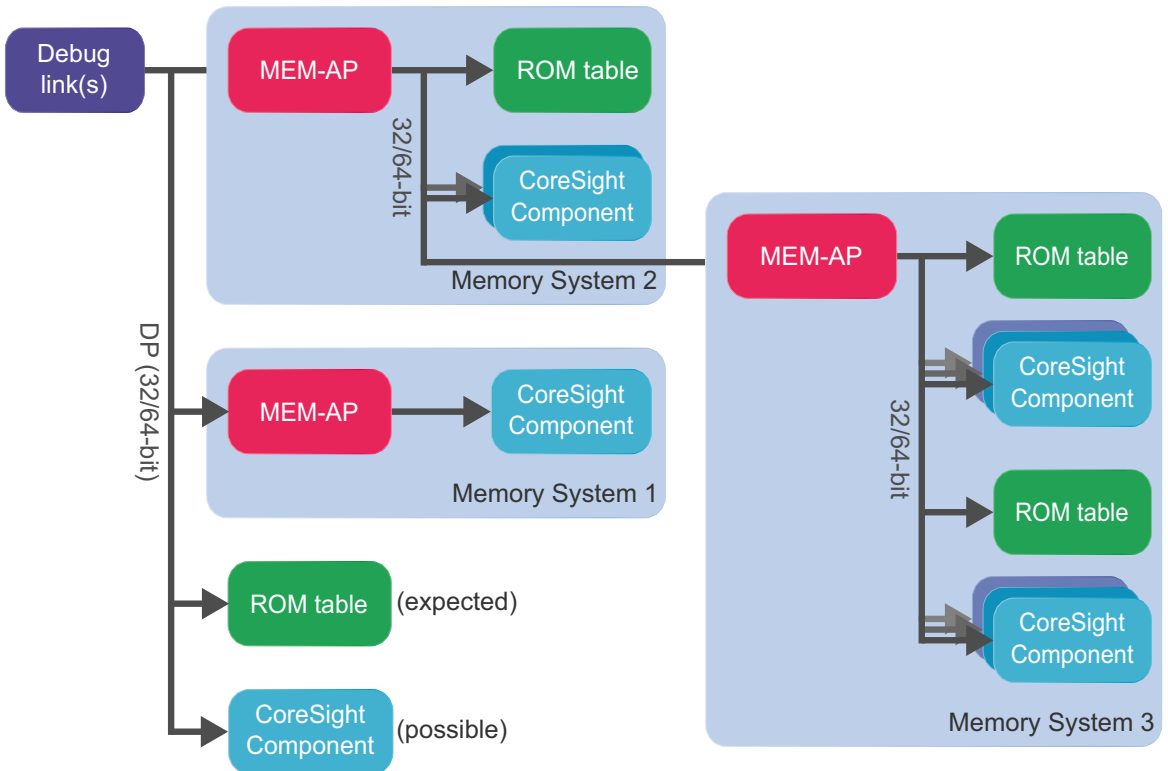 Debug
link(s)
MEM-AP
ROM table
32/64-bit
CoreSight
Component
Memory System 2
MEM-AP
ROM table
CoreSight
Component
32/64-bit
ROM table
CoreSight
Component
Memory System 3
DP (32/64-bit)
MEM-AP
CoreSight
Component
Memory System 1
ROM table (expected)
CoreSight
Component
(possible)